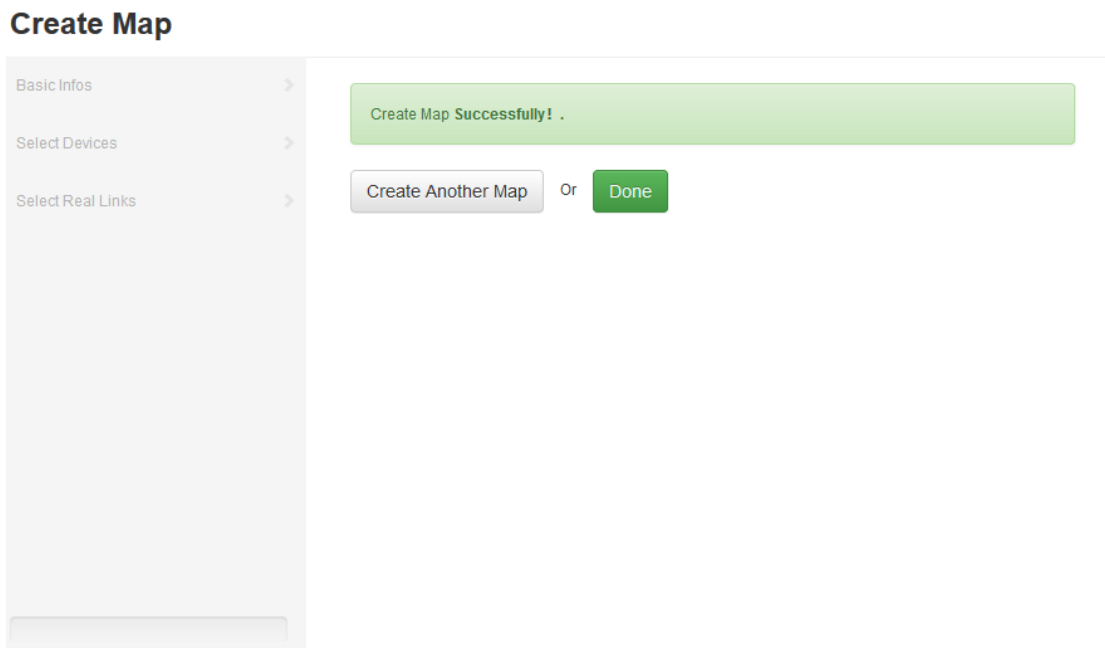 Create Map
Basic Infos
Select Devices
Select Real Links
Create Map Successfully! .
Create Another Map Or Done